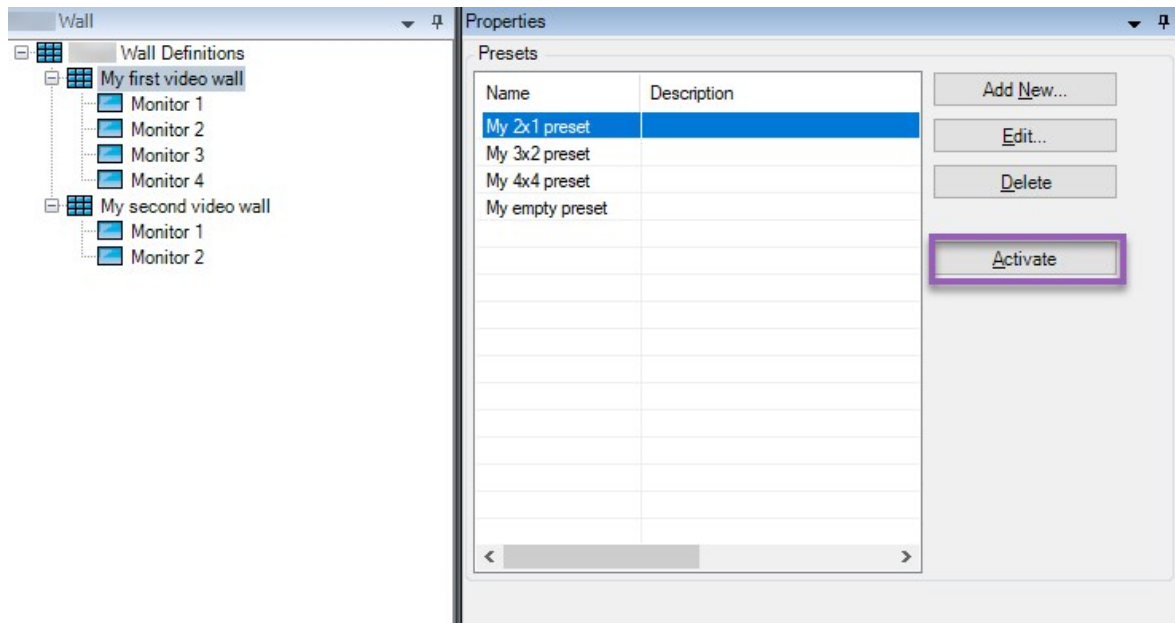 Wall
Wall Definitions
My first video wall
Monitor 1
Monitor 2
Monitor 3
Monitor 4
My second video wall
Monitor 1
Monitor 2
Properties
Presets
Name Description
My 2x1 preset
My 3x2 preset
My 4x4 preset
My empty preset
Add New...
Edit...
Delete
Activate